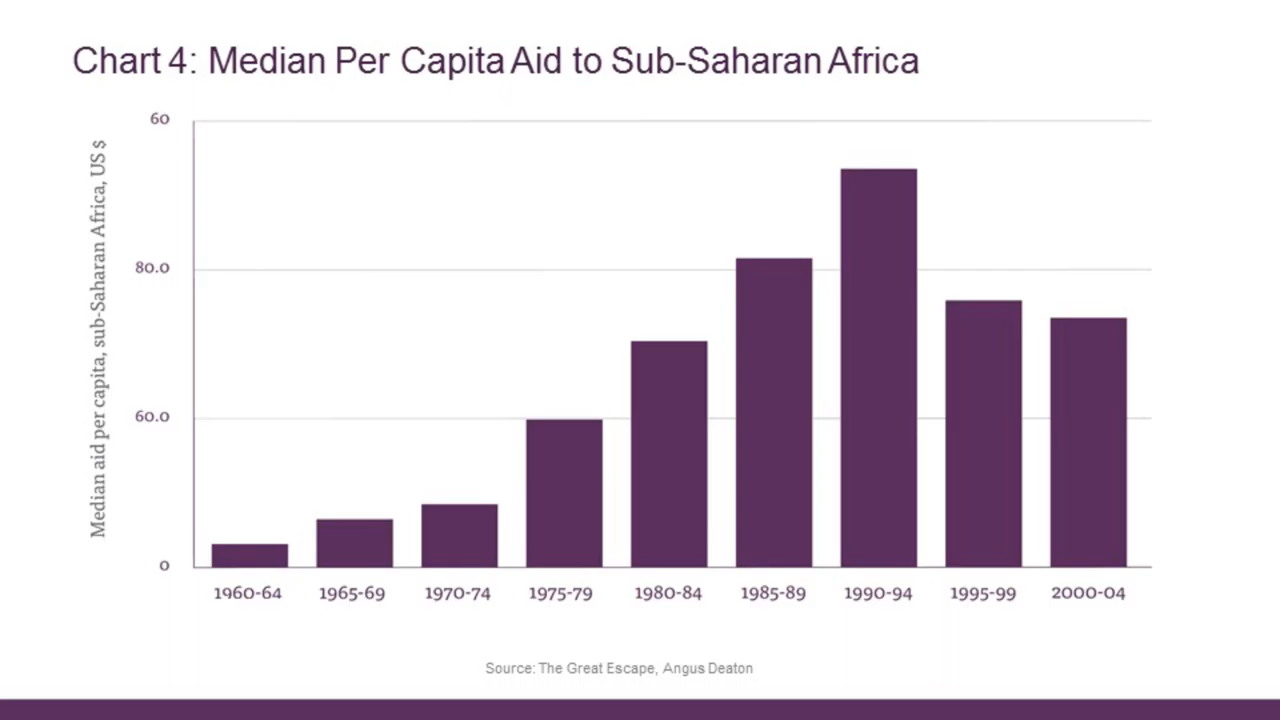 Chart 4: Median Per Capita Aid to Sub-Saharan Africa
Median aid per capita, sub-Saharan Africa, US $
60
80.0
60.0
0
1960-64 1965-69 1970-74 1975-79 1980-84 1985-89 1990-94 1995-99 2000-04
Source: The Great Escape, Angus Deaton